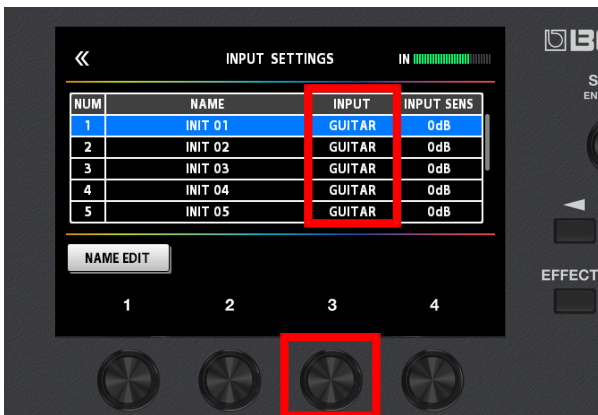 « INPUT SETTINGS IN
NUM NAME INPUT INPUT SENS
1 INIT 01 GUITAR 0dB
2 INIT 02 GUITAR 0dB
3 INIT 03 GUITAR 0dB
4 INIT 04 GUITAR 0dB
5 INIT 05 GUITAR 0dB
NAME EDIT
1 2 3 4
EFFECT